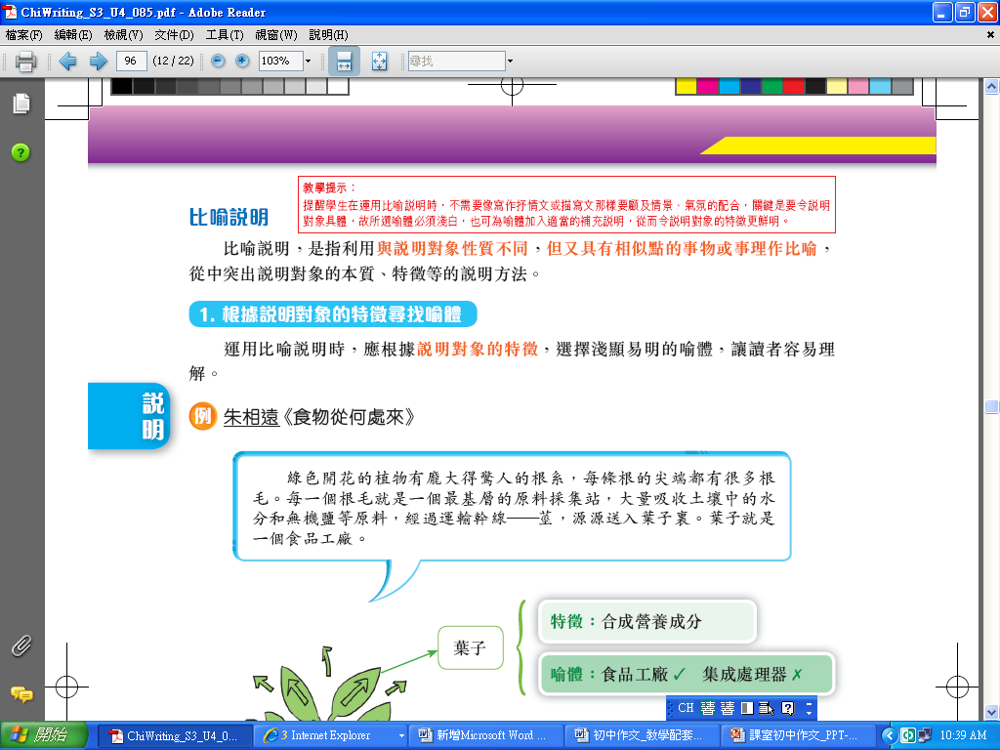 ChiWriting_S3_U4_085.pdf - Adobe Reader
檔案(F) 編輯(E) 檢視(V) 文件(D) 工具(T) 視窗(W) 說明(H)
96 (12 / 22) 103% 尋找
教學提示：
提醒學生在運用比喻説明時，不需要像寫作抒情文或描寫文那樣要顧及情景、氣氛的配合，關鍵是要令説明
對象具體，故所選喻體必須淺白，也可為喻體加入適當的補充説明，從而令説明對象的特徵更鮮明。
比喻説明
比喻説明，是指利用與説明對象性質不同，但又具有相似點的事物或事理作比喻，
從中突出説明對象的本質、特徵等的説明方法。
1. 根據説明對象的特徵尋找喻體
運用比喻説明時，應根據説明對象的特徵，選擇淺顯易明的喻體，讓讀者容易理
解。
説
明
例 朱相遠《食物從何處來》
綠色開花的植物有龐大得驚人的根系，每條根的尖端都有很多根
毛。每一個根毛就是一個最基層的原料採集站，大量吸收土壤中的水
分和無機鹽等原料，經過運輸幹線──莖，源源送入葉子裏。葉子就是
一個食品工廠。
葉子
特徵：合成營養成分
喻體：食品工廠 ✓ 集成處理器 ✗
CH
開始 ChiWriting_S3_U4_0... 3 Internet Explorer 新增Microsoft Word ... 初中作文_教學配套... 課室初中作文_PPT-... 10:39 AM